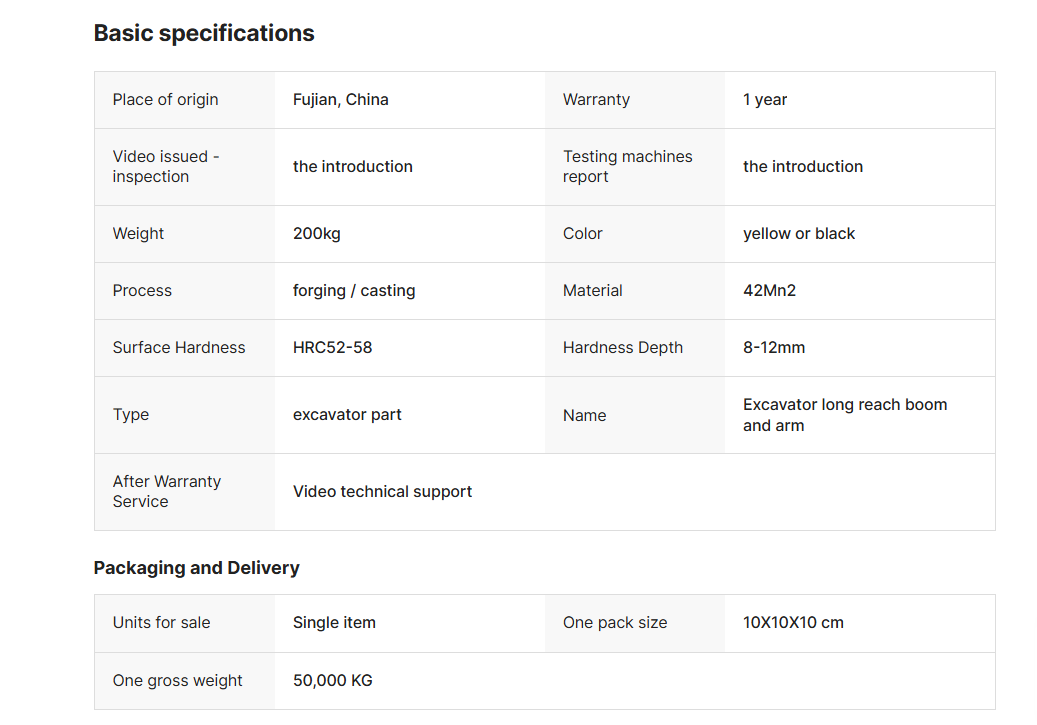 Basic specifications
Place of origin Fujian, China Warranty 1 year
Video issued -
inspection
the introduction
Testing machines
report
the introduction
Weight 200kg Color yellow or black
Process forging / casting Material 42Mn2
Surface Hardness HRC52-58 Hardness Depth 8-12mm
Type excavator part Name
Excavator long reach boom
and arm
After Warranty
Service
Video technical support
Packaging and Delivery
Units for sale Single item One pack size 10X10X10 cm
One gross weight 50,000 KG